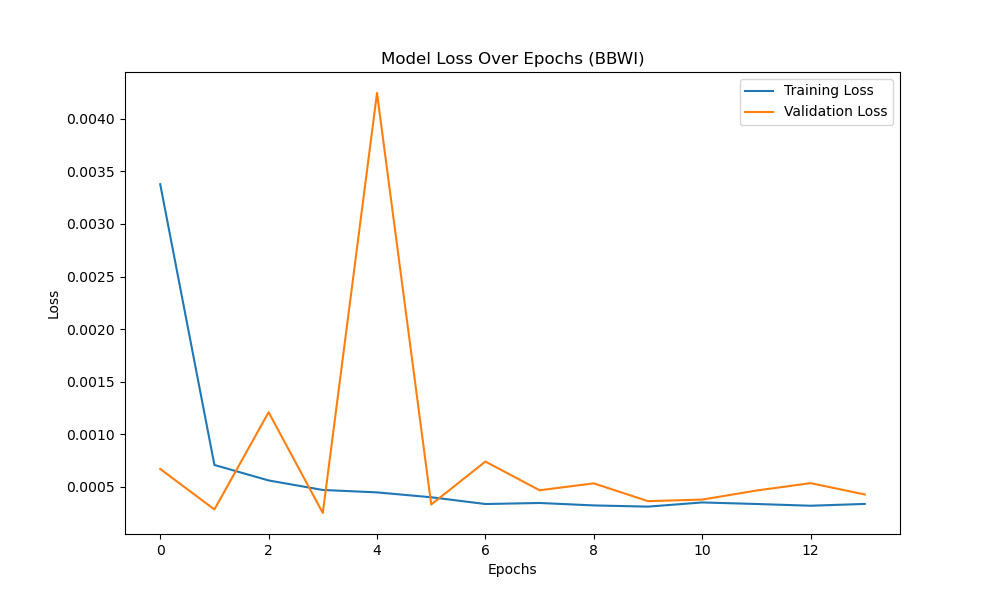 Model Loss Over Epochs (BBWI)
Training Loss
Validation Loss
0.0040
0.0035
0.0030
0.0025
0.0020
0.0015
0.0010
0.0005
Loss
0 2 4 6 8 10 12
Epochs